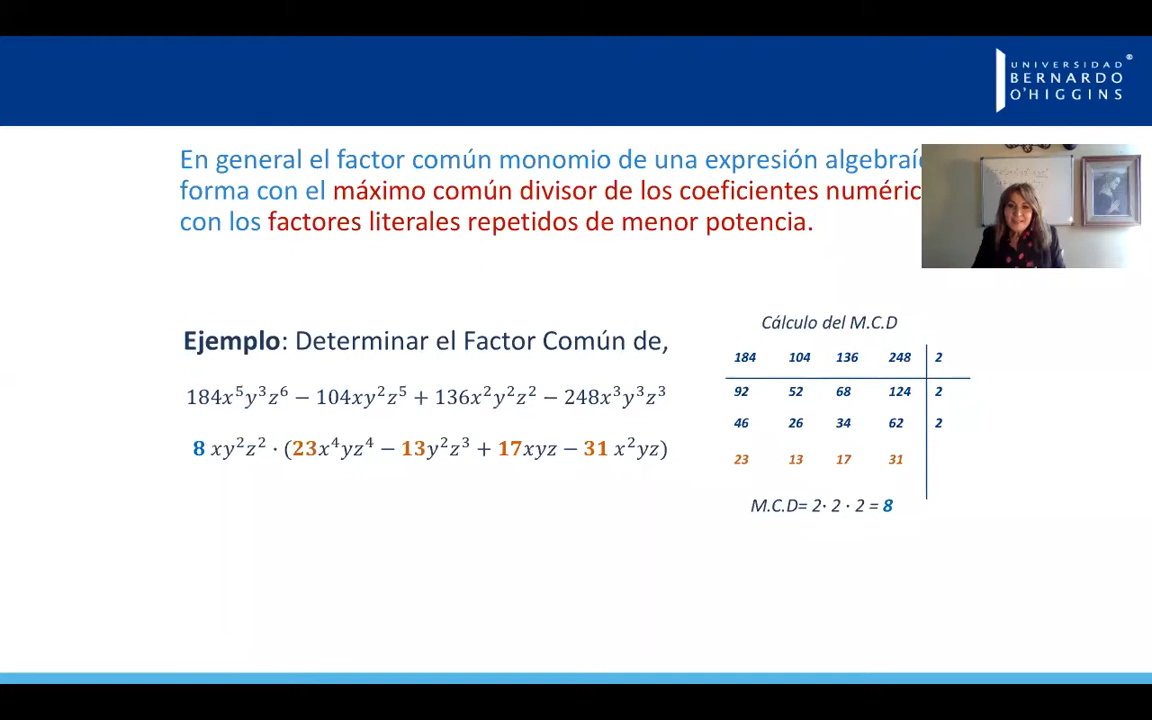 UNIVERSIDAD
BERNARDO
O'HIGGINS
En general el factor común monomio de una expresión
forma con el máximo común divisor de los coeficientes
con los factores literales repetidos de menor potencia.
Ejemplo: Determinar el Factor Común de,
184x⁵y³z⁶ − 104xy²z⁵ + 136x²y²z² − 248x³y³z³
8 xy²z² · (23x⁴yz⁴ − 13y²z³ + 17xyz − 31 x²yz)
Cálculo del M.C.D
184 104 136 248 2
92 52 68 124 2
46 26 34 62 2
23 13 17 31
M.C.D= 2· 2 · 2 = 8